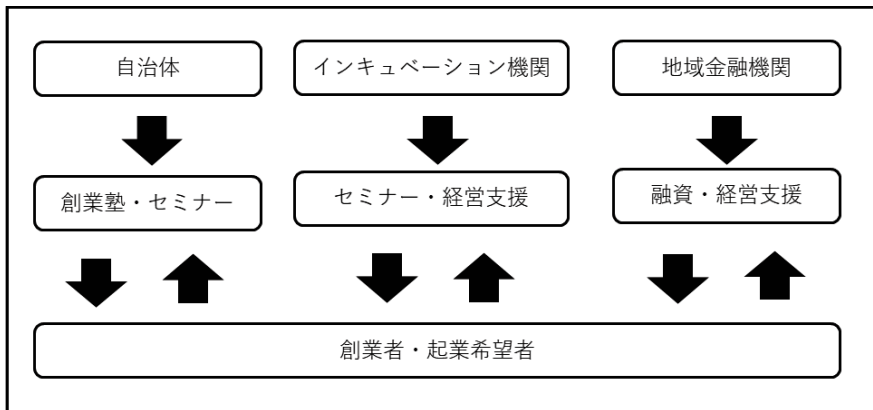 自治体
インキュベーション機関
地域金融機関
創業塾・セミナー
セミナー・経営支援
融資・経営支援
創業者・起業希望者